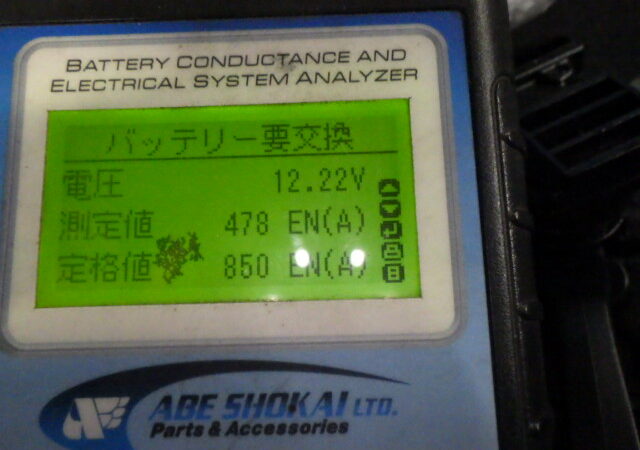 BATTERY CONDUCTANCE AND
ELECTRICAL SYSTEM ANALYZER
バッテリー要交換
電圧 12.22V
測定値 478 EN(A)
定格値 850 EN(A)
ABE SHOKAI LTD.
Parts & Accessories